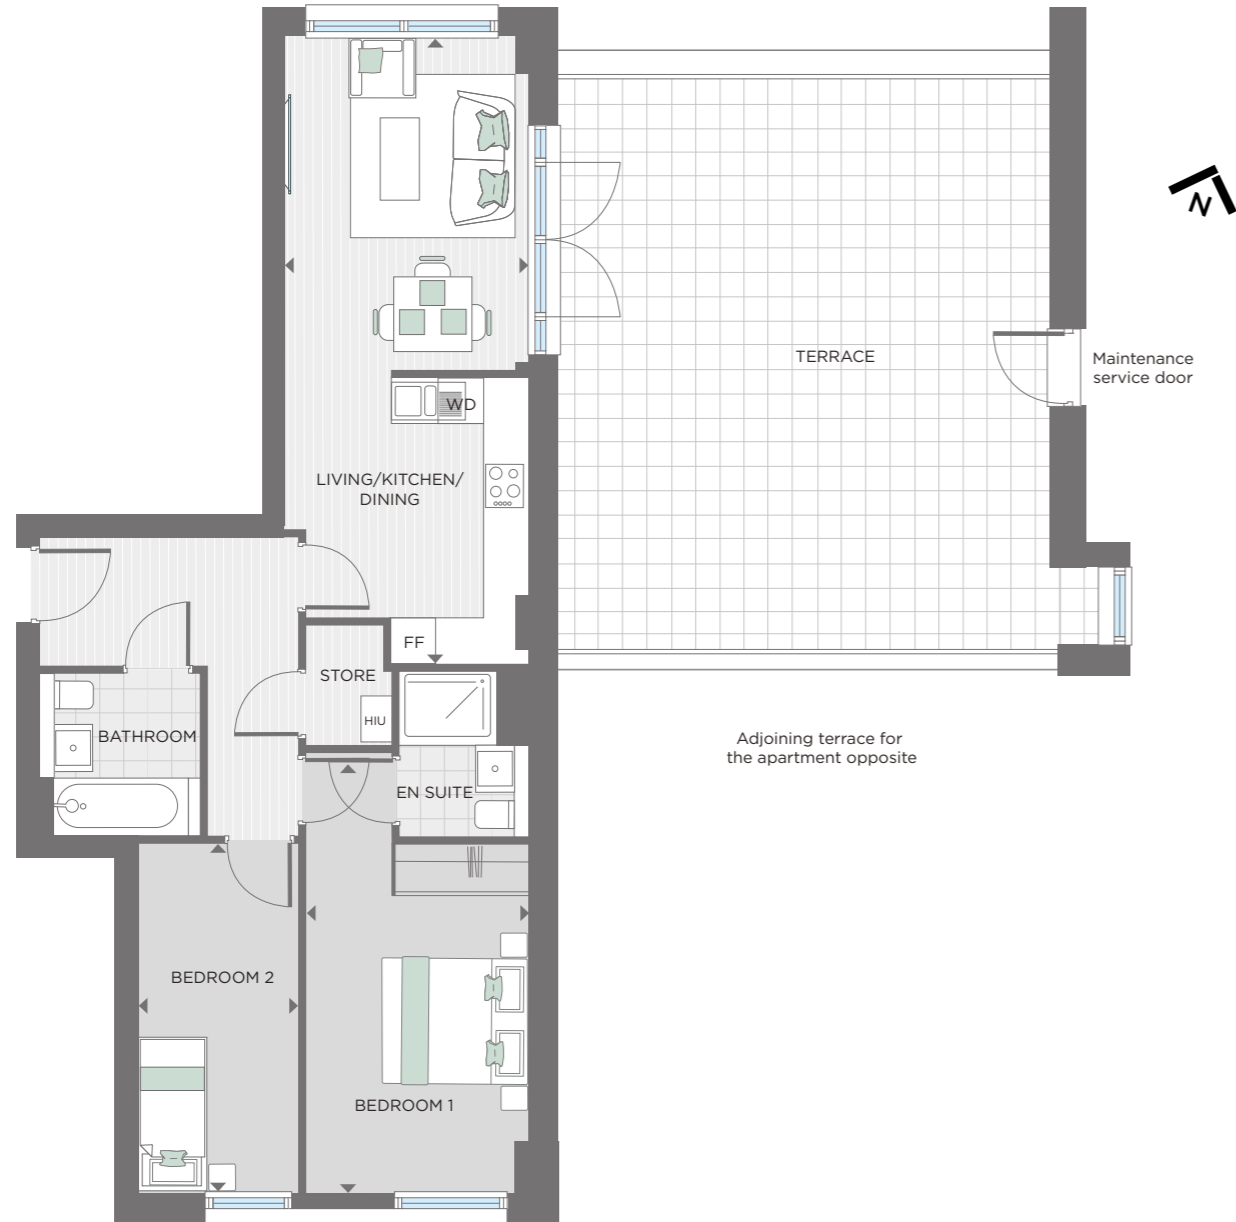 N
TERRACE
Maintenance
service door
WD
LIVING/KITCHEN/
DINING
FF
STORE
HIU
BATHROOM
Adjoining terrace for
the apartment opposite
EN SUITE
BEDROOM 2
BEDROOM 1